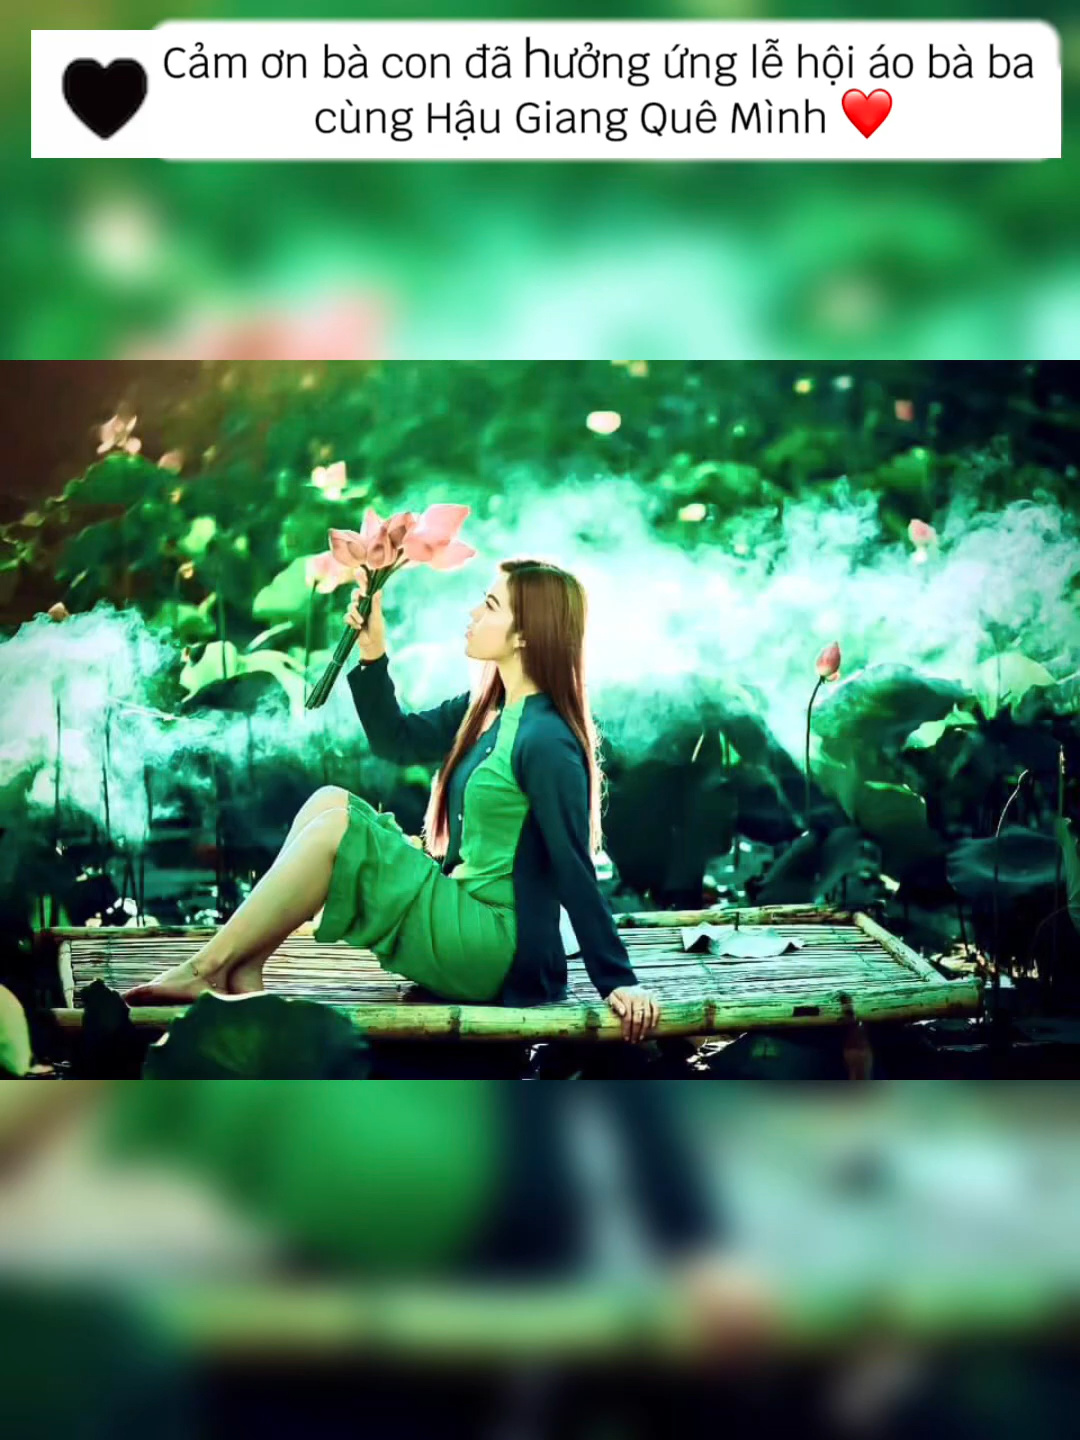 Cảm ơn bà con đã hưởng ứng lễ hội áo bà ba
cùng Hậu Giang Quê Mình ❤️